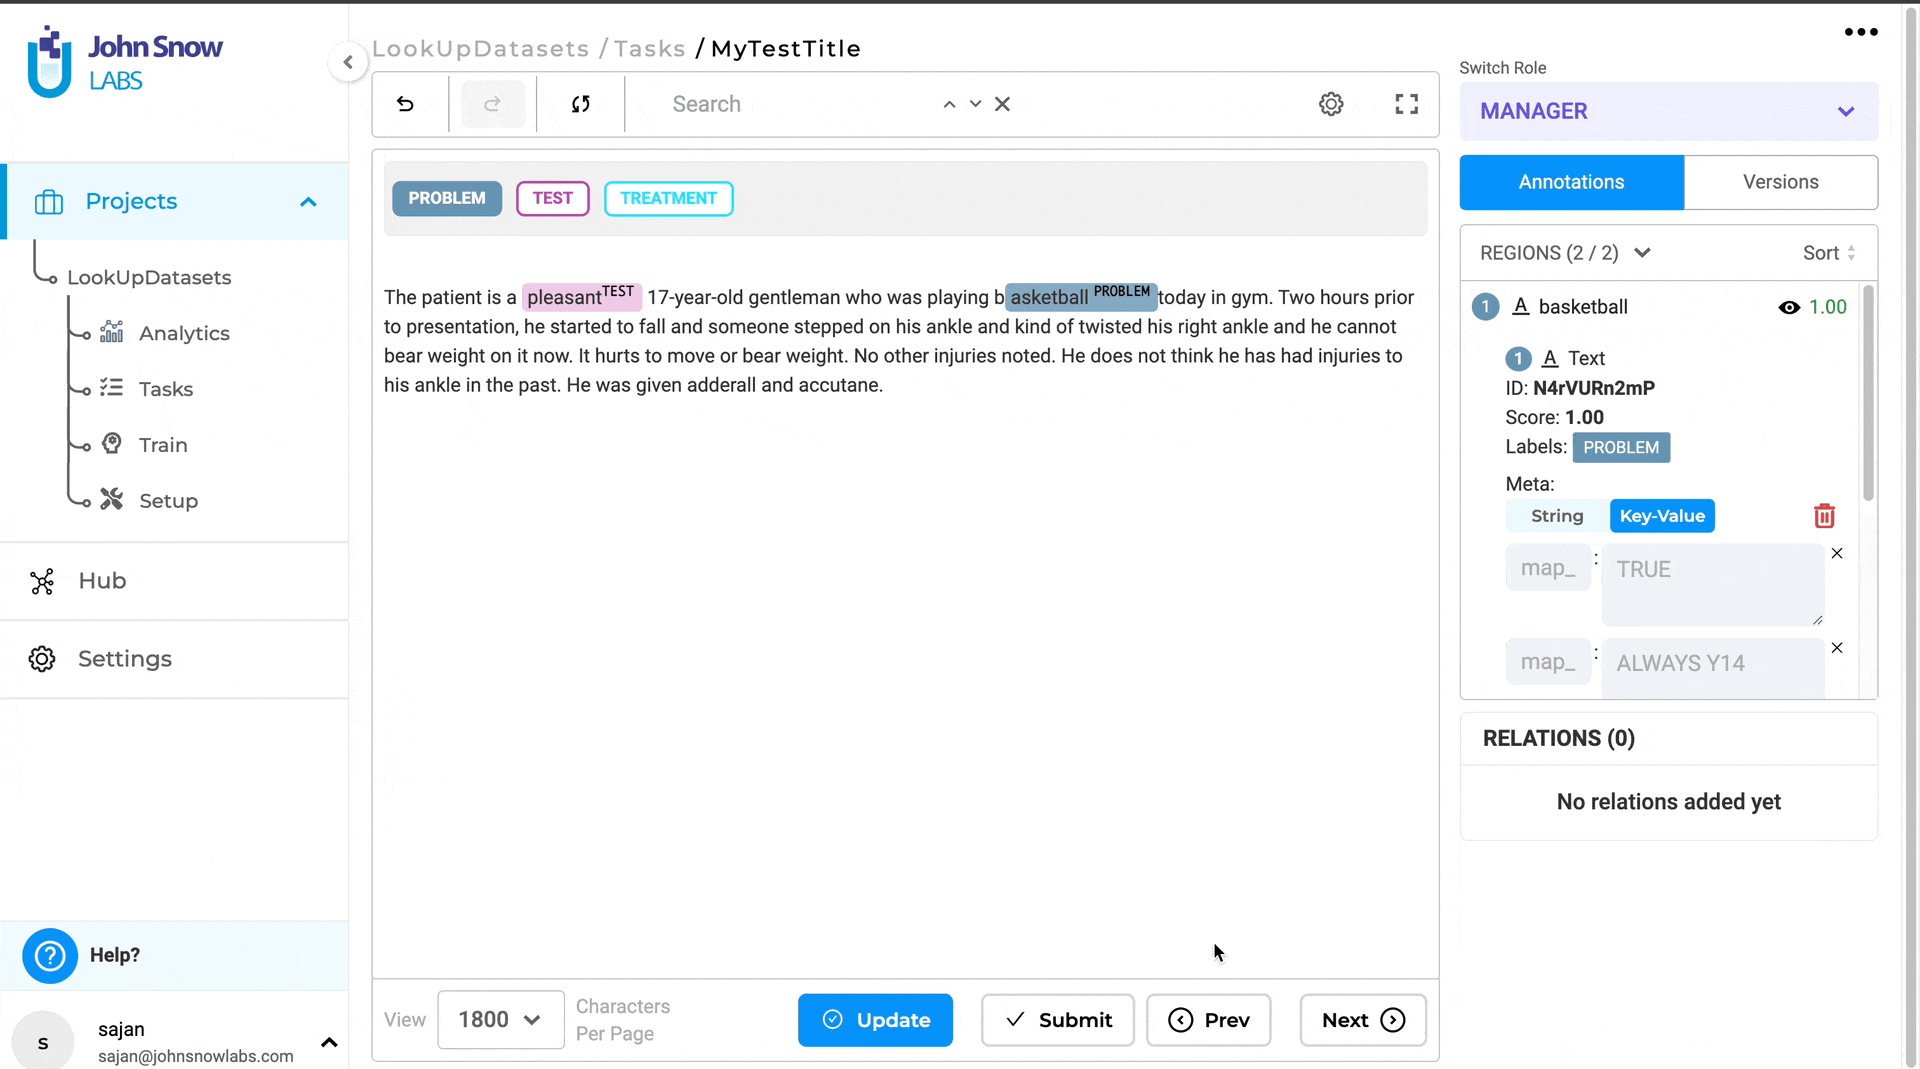 John Snow
LABS
LookUpDatasets / Tasks / MyTestTitle
Switch Role
MANAGER
Search
Annotations
Versions
Projects
PROBLEM
TEST
TREATMENT
LookUpDatasets
Analytics
Tasks
Train
Setup
Hub
Settings
The patient is a pleasant TEST 17-year-old gentleman who was playing basketball PROBLEM today in gym. Two hours prior
to presentation, he started to fall and someone stepped on his ankle and kind of twisted his right ankle and he cannot
bear weight on it now. It hurts to move or bear weight. No other injuries noted. He does not think he has had injuries to
his ankle in the past. He was given adderall and accutane.
REGIONS (2 / 2)
Sort
1 A basketball 1.00
1 A Text
ID: N4rVURn2mP
Score: 1.00
Labels: PROBLEM
Meta:
String
Key-Value
map_ : TRUE
map_ : ALWAYS Y14
RELATIONS (0)
No relations added yet
Help?
s
sajan
sajan@johnsnowlabs.com
View
1800
Characters
Per Page
Update
Submit
Prev
Next